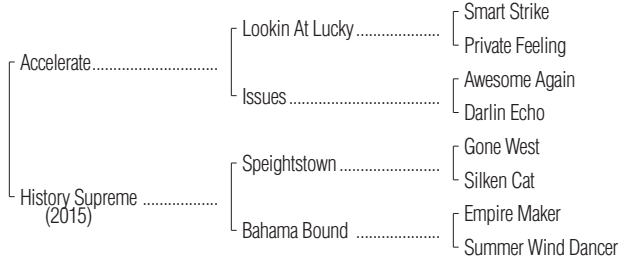 Smart Strike
Lookin At Lucky ....................
Private Feeling
Accelerate..............................
Awesome Again
Issues ....................................
Darlin Echo
Gone West
Speightstown ........................
Silken Cat
History Supreme ..................
(2015)
Empire Maker
Bahama Bound ....................
Summer Wind Dancer